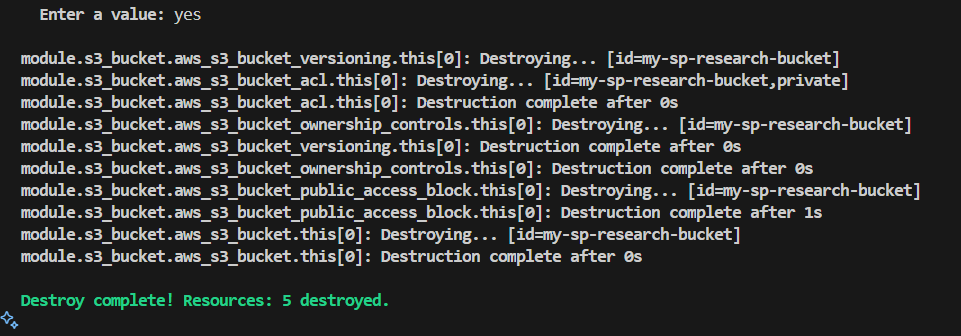 Enter a value: yes
module.s3_bucket.aws_s3_bucket_versioning.this[0]: Destroying... [id=my-sp-research-bucket]
module.s3_bucket.aws_s3_bucket_acl.this[0]: Destroying... [id=my-sp-research-bucket,private]
module.s3_bucket.aws_s3_bucket_acl.this[0]: Destruction complete after 0s
module.s3_bucket.aws_s3_bucket_ownership_controls.this[0]: Destroying... [id=my-sp-research-bucket]
module.s3_bucket.aws_s3_bucket_versioning.this[0]: Destruction complete after 0s
module.s3_bucket.aws_s3_bucket_ownership_controls.this[0]: Destruction complete after 0s
module.s3_bucket.aws_s3_bucket_public_access_block.this[0]: Destroying... [id=my-sp-research-bucket]
module.s3_bucket.aws_s3_bucket_public_access_block.this[0]: Destruction complete after 1s
module.s3_bucket.aws_s3_bucket.this[0]: Destroying... [id=my-sp-research-bucket]
module.s3_bucket.aws_s3_bucket.this[0]: Destruction complete after 0s
Destroy complete! Resources: 5 destroyed.